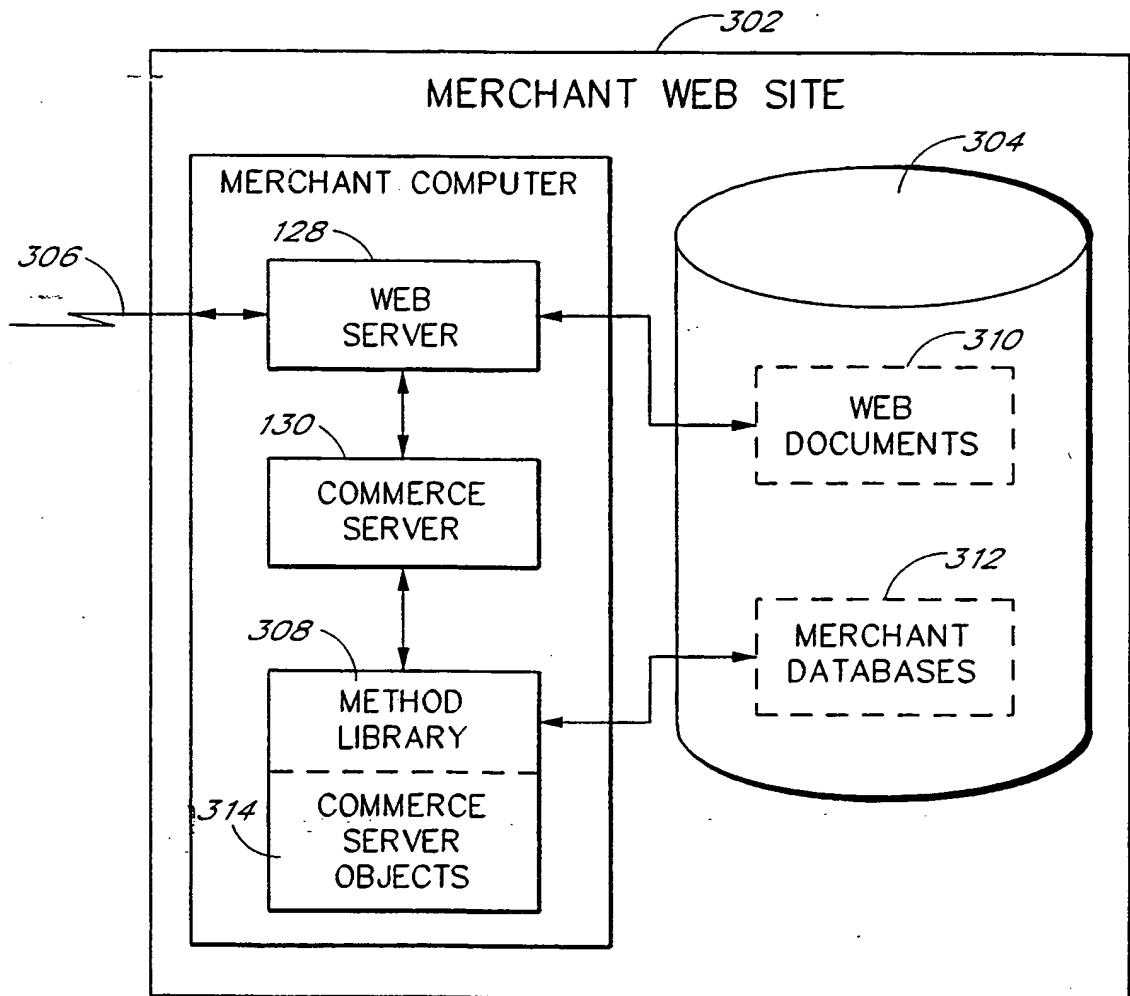 302
MERCHANT WEB SITE
304
MERCHANT COMPUTER
128
306
WEB
SERVER
310
WEB
DOCUMENTS
130
COMMERCE
SERVER
312
MERCHANT
DATABASES
308
METHOD
LIBRARY
314
COMMERCE
SERVER
OBJECTS